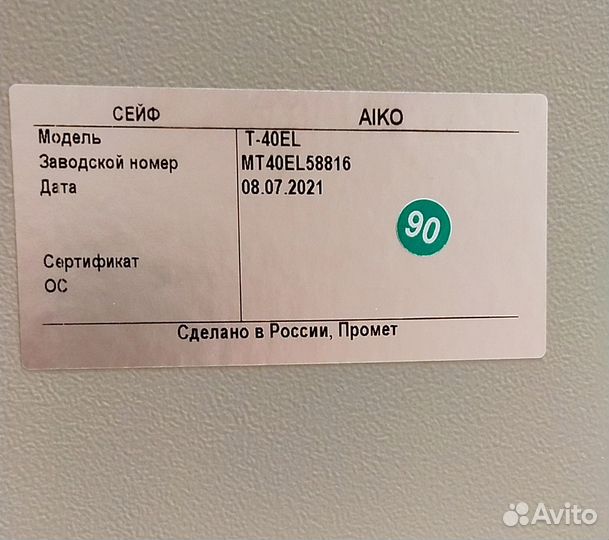 СЕЙФ AIKO
Модель T-40EL
Заводской номер MT40EL58816
Дата 08.07.2021
90
Сертификат
ОС
Сделано в России, Промет
Avito